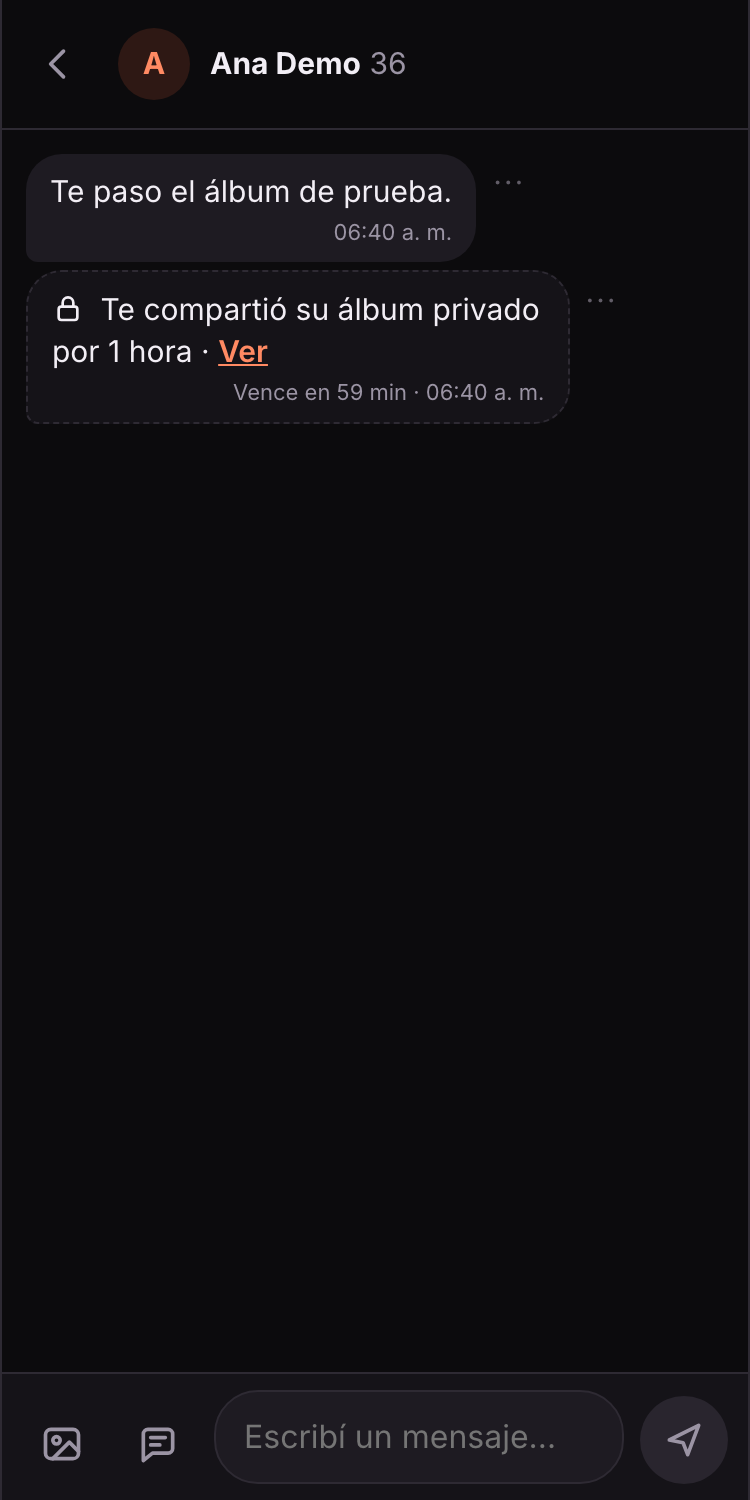 A Ana Demo 36
Te paso el álbum de prueba.
06:40 a. m.
Te compartió su álbum privado
por 1 hora · Ver
Vence en 59 min · 06:40 a. m.
Escribí un mensaje...